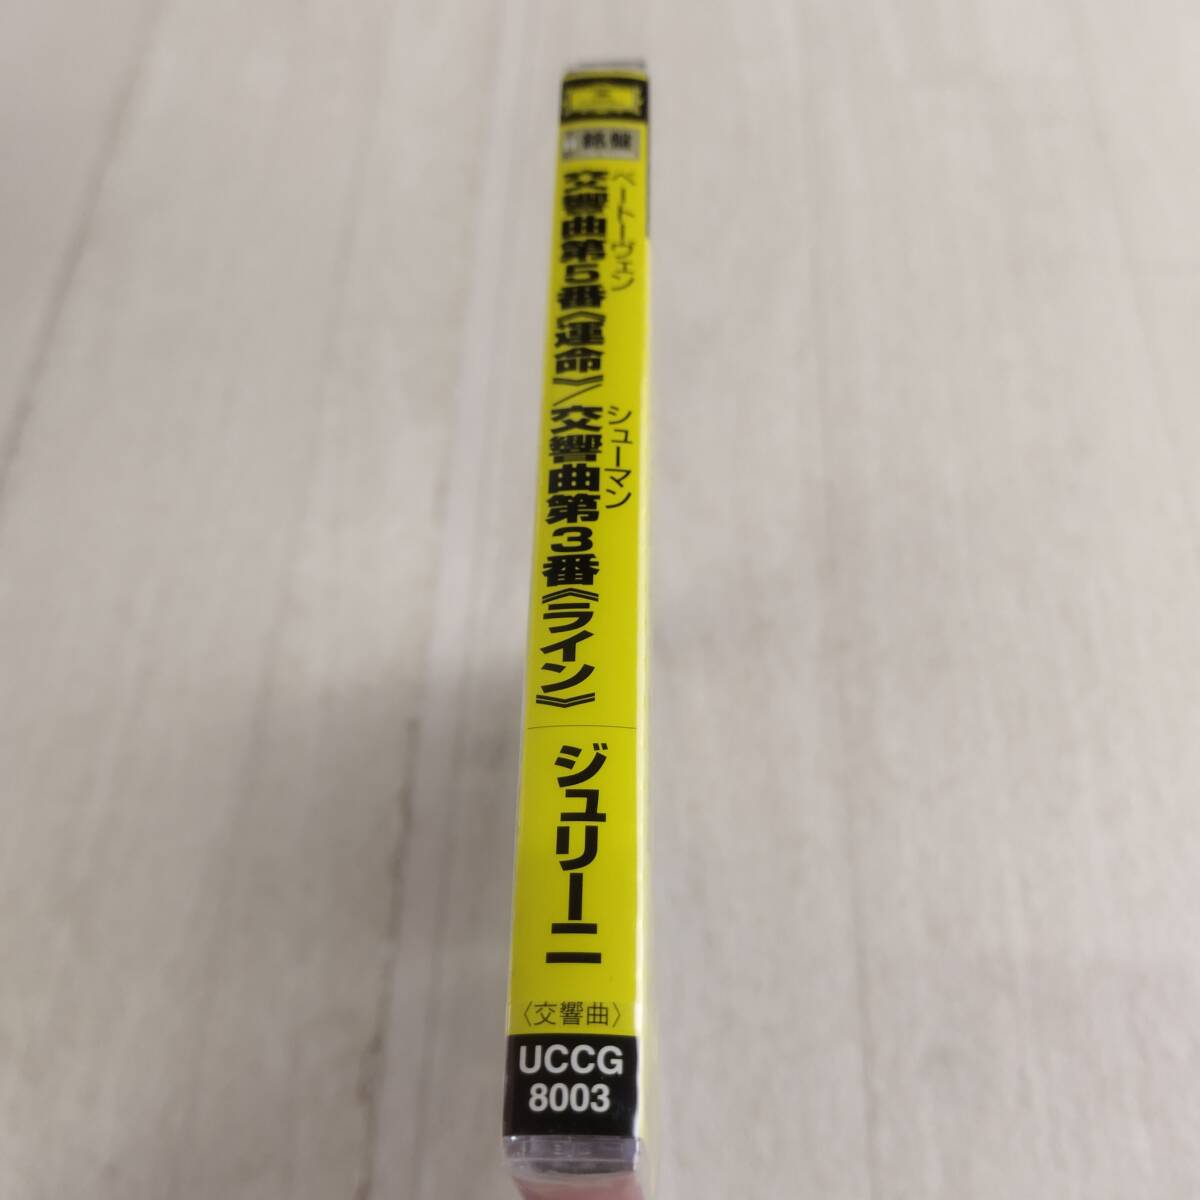 銘盤
ベートーヴェン
交響曲第5番《運命》/
シューマン
交響曲第3番《ライン》
ジュリーニ
〈交響曲〉
UCCG
8003